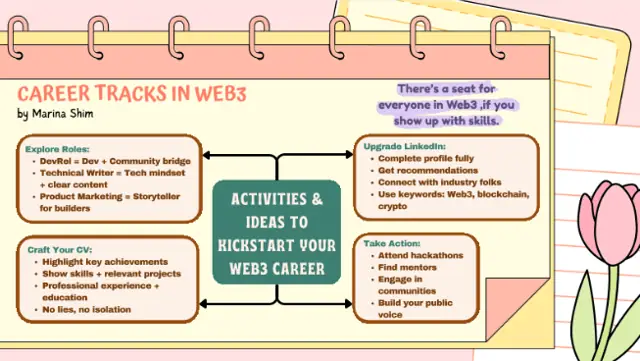 CAREER TRACKS IN WEB3
by Marina Shim
There's a seat for
everyone in Web3 ,if you
show up with skills.
Explore Roles:
• DevRel = Dev + Community bridge
• Technical Writer = Tech mindset
+ clear content
• Product Marketing = Storyteller
for builders
Upgrade LinkedIn:
• Complete profile fully
• Get recommendations
• Connect with industry folks
• Use keywords: Web3, blockchain,
crypto
ACTIVITIES &
IDEAS TO
KICKSTART YOUR
WEB3 CAREER
Craft Your CV:
• Highlight key achievements
• Show skills + relevant projects
• Professional experience +
education
• No lies, no isolation
Take Action:
• Attend hackathons
• Find mentors
• Engage in
communities
• Build your public
voice